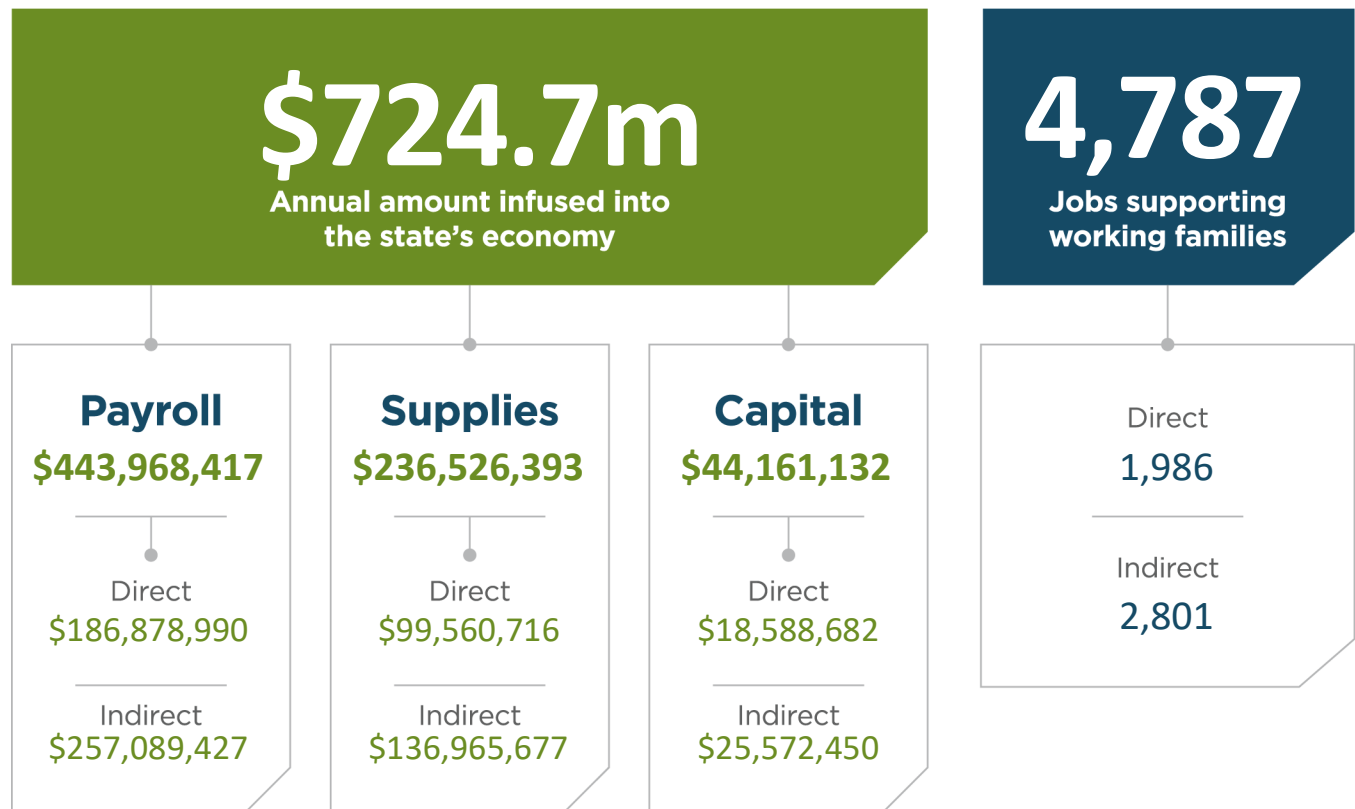 $724.7m
Annual amount infused into
the state's economy
4,787
Jobs supporting
working families
Payroll
$443,968,417
Direct
$186,878,990
Indirect
$257,089,427
Supplies
$236,526,393
Direct
$99,560,716
Indirect
$136,965,677
Capital
$44,161,132
Direct
$18,588,682
Indirect
$25,572,450
Direct
1,986
Indirect
2,801